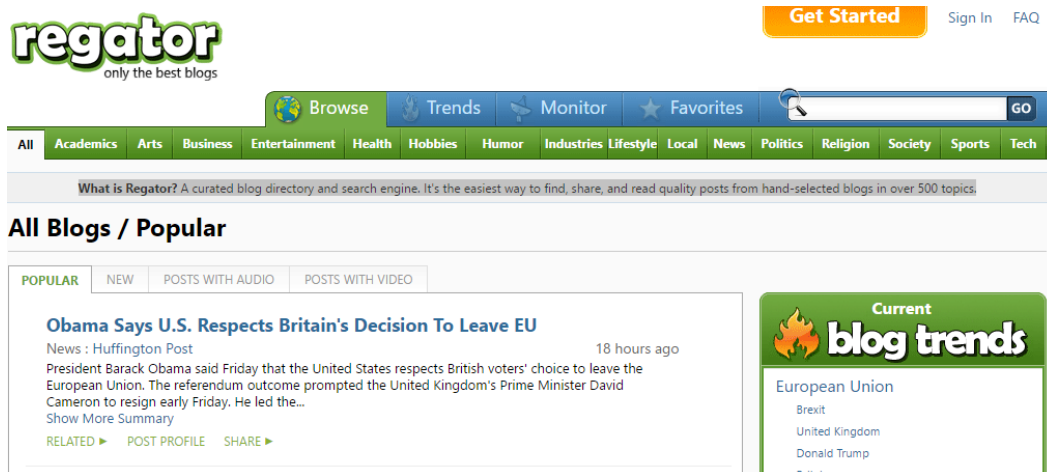 regator
only the best blogs
Get Started
Sign In FAQ
Browse Trends Monitor Favorites GO
All Academics Arts Business Entertainment Health Hobbies Humor Industries Lifestyle Local News Politics Religion Society Sports Tech
What is Regator? A curated blog directory and search engine. It's the easiest way to find, share, and read quality posts from hand-selected blogs in over 500 topics.
All Blogs / Popular
POPULAR NEW POSTS WITH AUDIO POSTS WITH VIDEO
Obama Says U.S. Respects Britain's Decision To Leave EU
News : Huffington Post 18 hours ago
President Barack Obama said Friday that the United States respects British voters' choice to leave the
European Union. The referendum outcome prompted the United Kingdom's Prime Minister David
Cameron to resign early Friday. He led the...
Show More Summary
RELATED ► POST PROFILE SHARE ►
Current
blog trends
European Union
Brexit
United Kingdom
Donald Trump